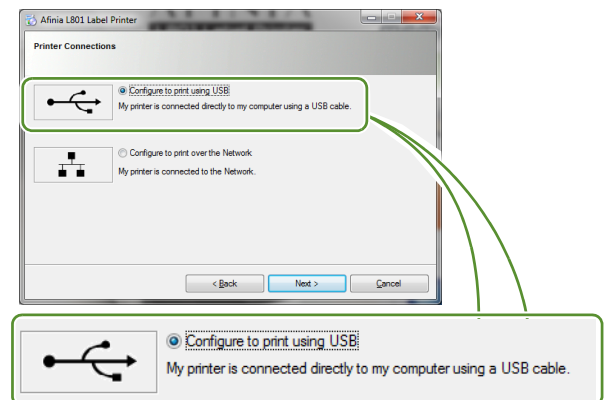 Afinia L801 Label Printer
Printer Connections
Configure to print using USB
My printer is connected directly to my computer using a USB cable.
Configure to print over the Network
My printer is connected to the Network.
< Back Next > Cancel
Configure to print using USB
My printer is connected directly to my computer using a USB cable.